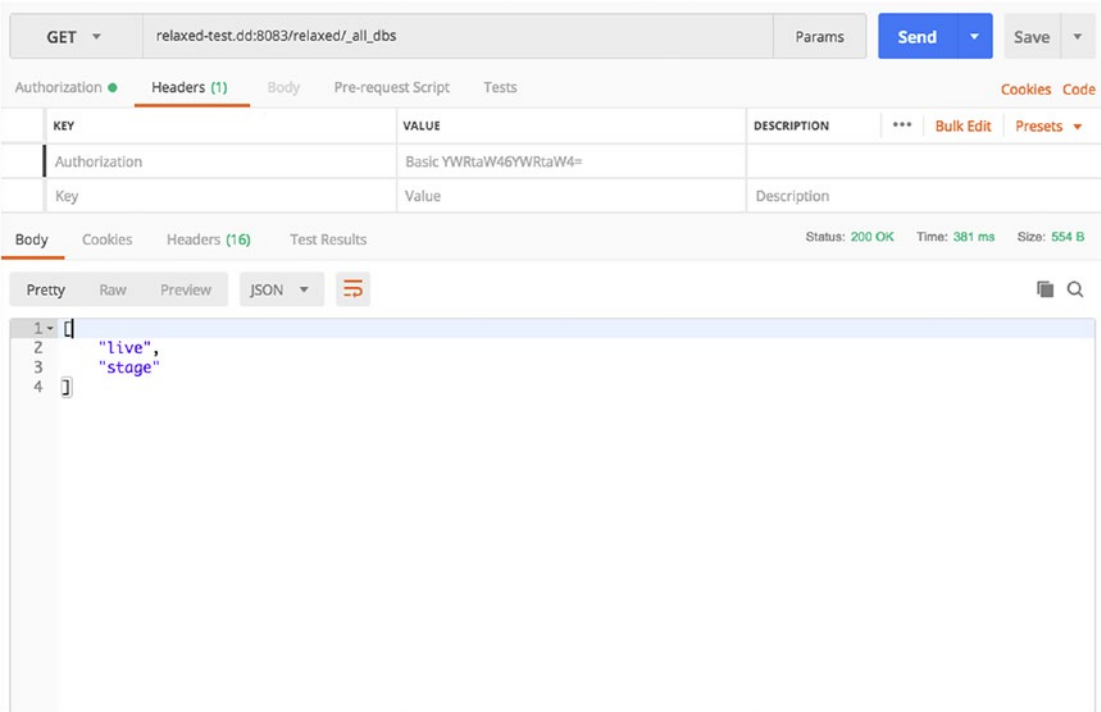 GET relaxed-test.dd:8083/relaxed/_all_dbs Params Send Save
Authorization Headers (1) Body Pre-request Script Tests Cookies Code
KEY VALUE DESCRIPTION ••• Bulk Edit Presets
Authorization Basic YWRtaW46YWRtaW4=
Key Value Description
Body Cookies Headers (16) Test Results Status: 200 OK Time: 381 ms Size: 554 B
Pretty Raw Preview JSON
1 [
2 "live",
3 "stage"
4 ]